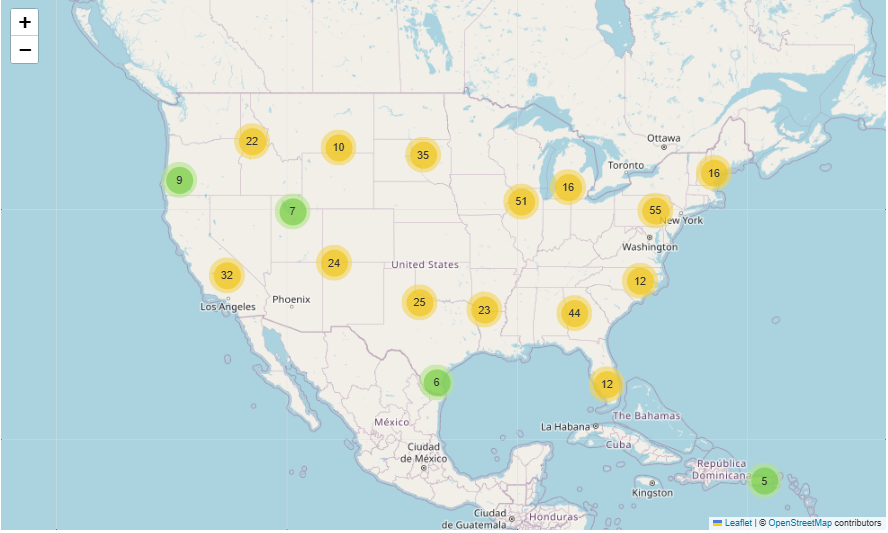 +
−
Ottawa
22
10
35
Toronto
16
9
16
51
7
55
New York
Washington
24
United States
32
12
Los Angeles
Phoenix
25
23
44
6
12
México
The Bahamas
La Habana
Ciudad
de México
Cuba
República
Dominicana
5
Kingston
Ciudad
de Guatemala
Honduras
Leaflet | © OpenStreetMap contributors